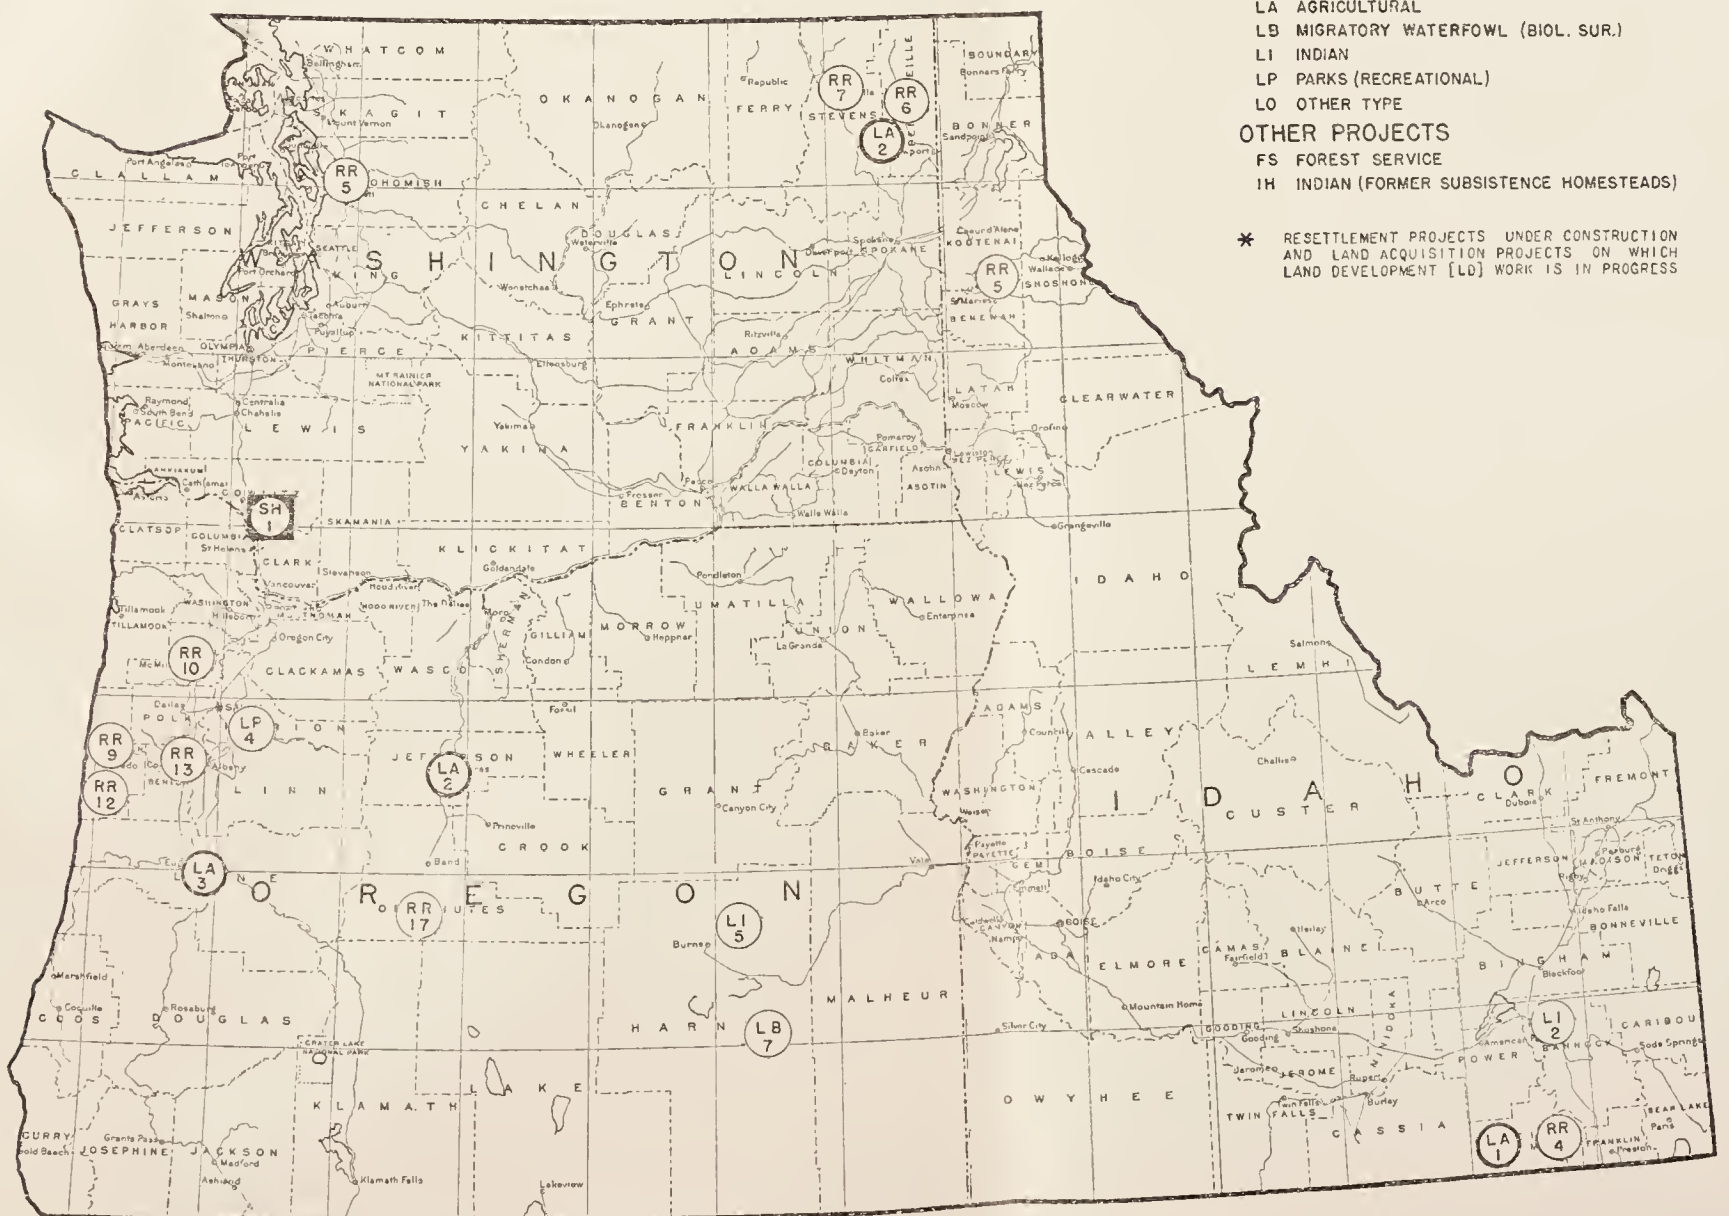 LA AGRICULTURAL
LB MIGRATORY WATERFOWL (BIOL. SUR.)
LI INDIAN
LP PARKS (RECREATIONAL)
LO OTHER TYPE
OTHER PROJECTS
FS FOREST SERVICE
IH INDIAN (FORMER SUBSISTENCE HOMESTEADS)
* RESETTLEMENT PROJECTS UNDER CONSTRUCTION
AND LAND ACQUISITION PROJECTS ON WHICH
LAND DEVELOPMENT [LD] WORK IS IN PROGRESS
WHATCOM
Bellingham
SKAGIT
Mount Vernon
OKANOGAN
Okanogan
Republic
FERRY
RR 7
STEVENS
RR 6
LA 2
BOUNDARY
Bonners Ferry
BONNER
Sandpoint
Port Angeles
CLALLAM
RR 5
OHOMISH
CHELAN
JEFFERSON
SEATTLE
DOUGLAS
Waterville
Davenport
Spokane
SPOKANE
Coeur d'Alene
KOOTENAI
WASHINGTON
Port Orchard
KING
LINCOLN
Kellogg
Wallace
RR 5
SHOSHONE
GRAYS
HARBOR
MASON
Shelton
Auburn
Tacoma
Puyallup
Wenatchee
Ephrata
GRANT
St Maries
BENEWAH
Aberdeen
Montesano
OLYMPIA
THURSTON
PIERCE
KITTITAS
Ritzville
ADAMS
WHITMAN
Colfax
MT RAINIER
NATIONAL PARK
Ellensburg
LATAH
Moscow
CLEARWATER
Raymond
South Bend
PACIFIC
Centralia
Chehalis
LEWIS
Yakima
YAKIMA
FRANKLIN
Pomeroy
GARFIELD
Orofino
Lewiston
NEZ PERCE
COLUMBIA
Dayton
Asotin
ASOTIN
LEWIS
Nez Perce
WAHKIAKUM
Cathlamet
Astoria
SH 1
Prosser
BENTON
Pasco
WALLA WALLA
Walla Walla
SKAMANIA
Grangeville
CLATSOP
COLUMBIA
St Helens
KLICKITAT
Goldendale
CLARK
Stevenson
Vancouver
IDAHO
Pendleton
Hood River
HOOD RIVER
The Dalles
Moro
SHERMAN
UMATILLA
WALLOWA
Enterprise
Tillamook
TILLAMOOK
WASHINGTON
Hillsboro
MULTNOMAH
Oregon City
GILLIAM
Condon
MORROW
Heppner
UNION
La Grande
RR 10
CLACKAMAS
WASCO
Salmon
LEMHI
Dallas
POLK
LP 4
Fossil
ADAMS
Council
VALLEY
RR 9
RR 13
Albany
JEFFERSON
LA 2
WHEELER
Baker
BAKER
Cascade
Challis
RR 12
LINN
GRANT
Canyon City
WASHINGTON
Weiser
IDAHO
CUSTER
CLARK
Dubois
FREMONT
St Anthony
Prineville
CROOK
Bend
Vale
Payette
PAYETTE
GEM
Emmett
BOISE
Idaho City
JEFFERSON
MADISON
TETON
Driggs
Rexburg
Rigby
LA 3
OREGON
RR 17
LI 5
Burns
BUTTE
Arco
Idaho Falls
BONNEVILLE
Caldwell
CANYON
Nampa
BOISE
ADA
ELMORE
CAMAS
Fairfield
Hailey
BLAINE
BINGHAM
Blackfoot
Marshfield
Coquille
COOS
Roseburg
DOUGLAS
MALHEUR
HARN
LB 7
Silver City
Mountain Home
GOODING
Gooding
LINCOLN
Shoshone
MINIDOKA
LI 2
CARIBOU
Soda Springs
CRATER LAKE
NATIONAL PARK
POWER
BANNOCK
Jerome
JEROME
Rupert
KLAMATH
LAKE
OWYHEE
Twin Falls
TWIN FALLS
Burley
CASSIA
LA 1
RR 4
FRANKLIN
Preston
BEAR LAKE
Paris
CURRY
Gold Beach
Grants Pass
JOSEPHINE
JACKSON
Medford
Ashland
Klamath Falls
Lakeview